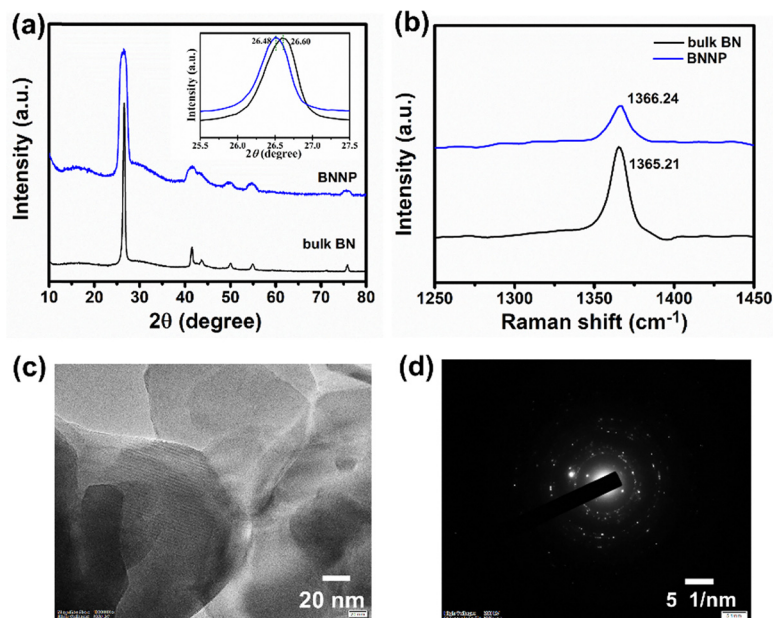 (a)
Intensity (a.u.)
BNNP
bulk BN
10 20 30 40 50 60 70 80
2θ (degree)
Intensity (a.u.)
26.48 26.60
25.5 26.0 26.5 27.0 27.5
2θ (degree)
(b)
Intensity (a.u.)
bulk BN
BNNP
1366.24
1365.21
1250 1300 1350 1400 1450
Raman shift (cm⁻¹)
(c)
20 nm
(d)
5 1/nm